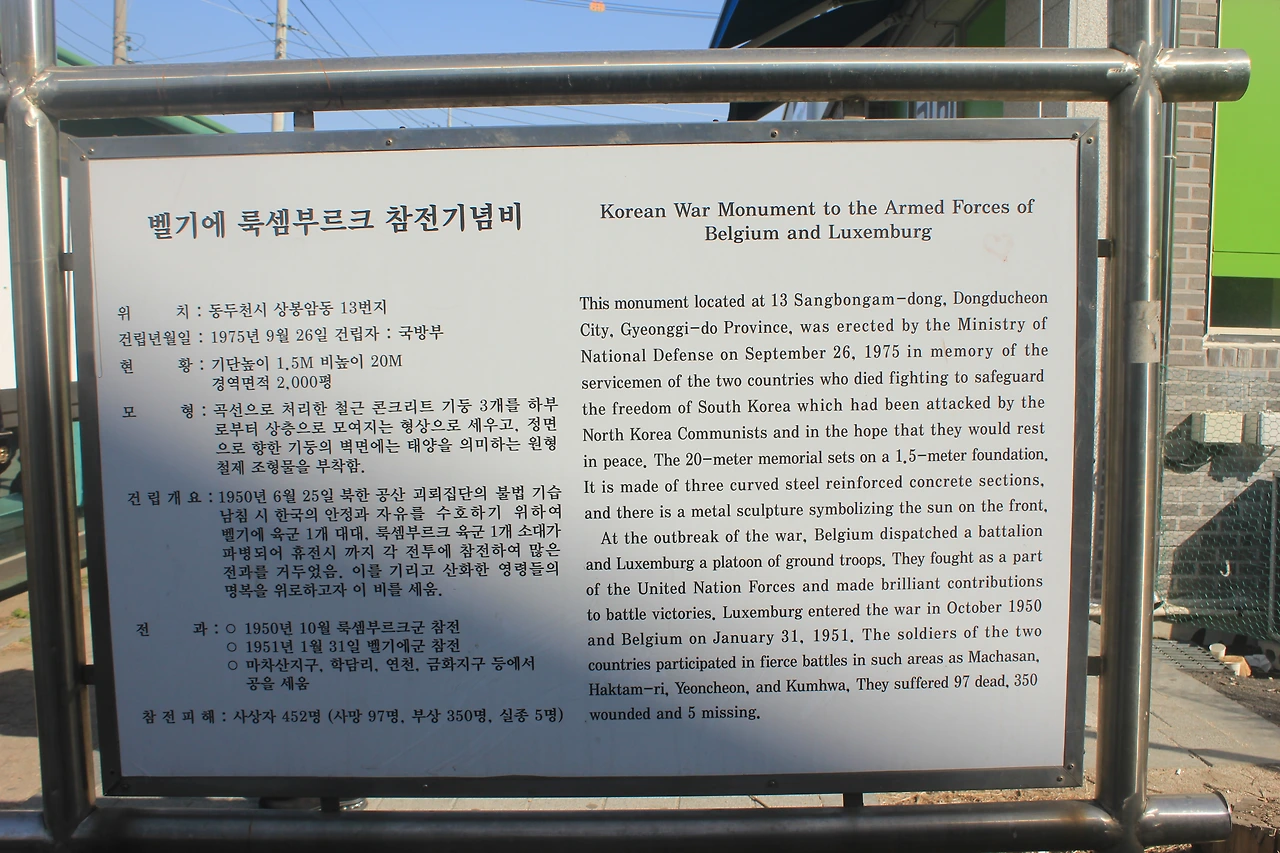 벨기에 룩셈부르크 참전기념비
위 치 : 동두천시 상봉암동 13번지
건립년월일 : 1975년 9월 26일 건립자 : 국방부
현 황 : 기단높이 1.5M 비높이 20M
경역면적 2,000평
모 형 : 곡선으로 처리한 철근 콘크리트 기둥 3개를 하부
로부터 상층으로 모여지는 형상으로 세우고, 정면
으로 향한 기둥의 벽면에는 태양을 의미하는 원형
철제 조형물을 부착함.
건립개요 : 1950년 6월 25일 북한 공산 괴뢰집단의 불법 기습
남침 시 한국의 안정과 자유를 수호하기 위하여
벨기에 육군 1개 대대, 룩셈부르크 육군 1개 소대가
파병되어 휴전시 까지 각 전투에 참전하여 많은
전과를 거두었음. 이를 기리고 산화한 영령들의
명복을 위로하고자 이 비를 세움.
전 과 : ○ 1950년 10월 룩셈부르크군 참전
○ 1951년 1월 31일 벨기에군 참전
○ 마차산지구, 학담리, 연천, 금화지구 등에서
공을 세움
참전피해 : 사상자 452명 (사망 97명, 부상 350명, 실종 5명)
Korean War Monument to the Armed Forces of
Belgium and Luxemburg
This monument located at 13 Sangbongam-dong, Dongducheon
City, Gyeonggi-do Province, was erected by the Ministry of
National Defense on September 26, 1975 in memory of the
servicemen of the two countries who died fighting to safeguard
the freedom of South Korea which had been attacked by the
North Korea Communists and in the hope that they would rest
in peace. The 20-meter memorial sets on a 1.5-meter foundation.
It is made of three curved steel reinforced concrete sections,
and there is a metal sculpture symbolizing the sun on the front.
At the outbreak of the war, Belgium dispatched a battalion
and Luxemburg a platoon of ground troops. They fought as a part
of the United Nation Forces and made brilliant contributions
to battle victories. Luxemburg entered the war in October 1950
and Belgium on January 31, 1951. The soldiers of the two
countries participated in fierce battles in such areas as Machasan,
Haktam-ri, Yeoncheon, and Kumhwa. They suffered 97 dead, 350
wounded and 5 missing.